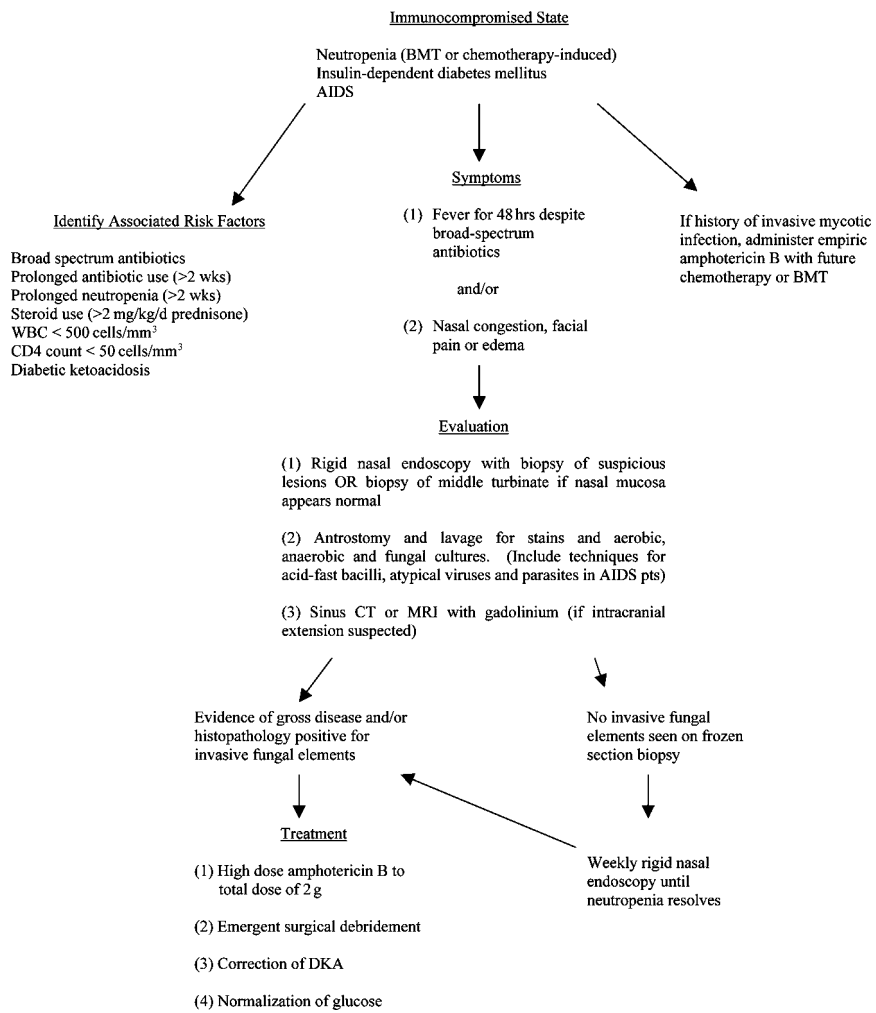 Immunocompromised State
Neutropenia (BMT or chemotherapy-induced)
Insulin-dependent diabetes mellitus
AIDS
Identify Associated Risk Factors
Broad spectrum antibiotics
Prolonged antibiotic use (>2 wks)
Prolonged neutropenia (>2 wks)
Steroid use (>2 mg/kg/d prednisone)
WBC < 500 cells/mm³
CD4 count < 50 cells/mm³
Diabetic ketoacidosis
Symptoms
(1) Fever for 48 hrs despite
broad-spectrum
antibiotics
and/or
(2) Nasal congestion, facial
pain or edema
If history of invasive mycotic
infection, administer empiric
amphotericin B with future
chemotherapy or BMT
Evaluation
(1) Rigid nasal endoscopy with biopsy of suspicious
lesions OR biopsy of middle turbinate if nasal mucosa
appears normal
(2) Antrostomy and lavage for stains and aerobic,
anaerobic and fungal cultures. (Include techniques for
acid-fast bacilli, atypical viruses and parasites in AIDS pts)
(3) Sinus CT or MRI with gadolinium (if intracranial
extension suspected)
Evidence of gross disease and/or
histopathology positive for
invasive fungal elements
No invasive fungal
elements seen on frozen
section biopsy
Treatment
(1) High dose amphotericin B to
total dose of 2 g
(2) Emergent surgical debridement
(3) Correction of DKA
(4) Normalization of glucose
Weekly rigid nasal
endoscopy until
neutropenia resolves